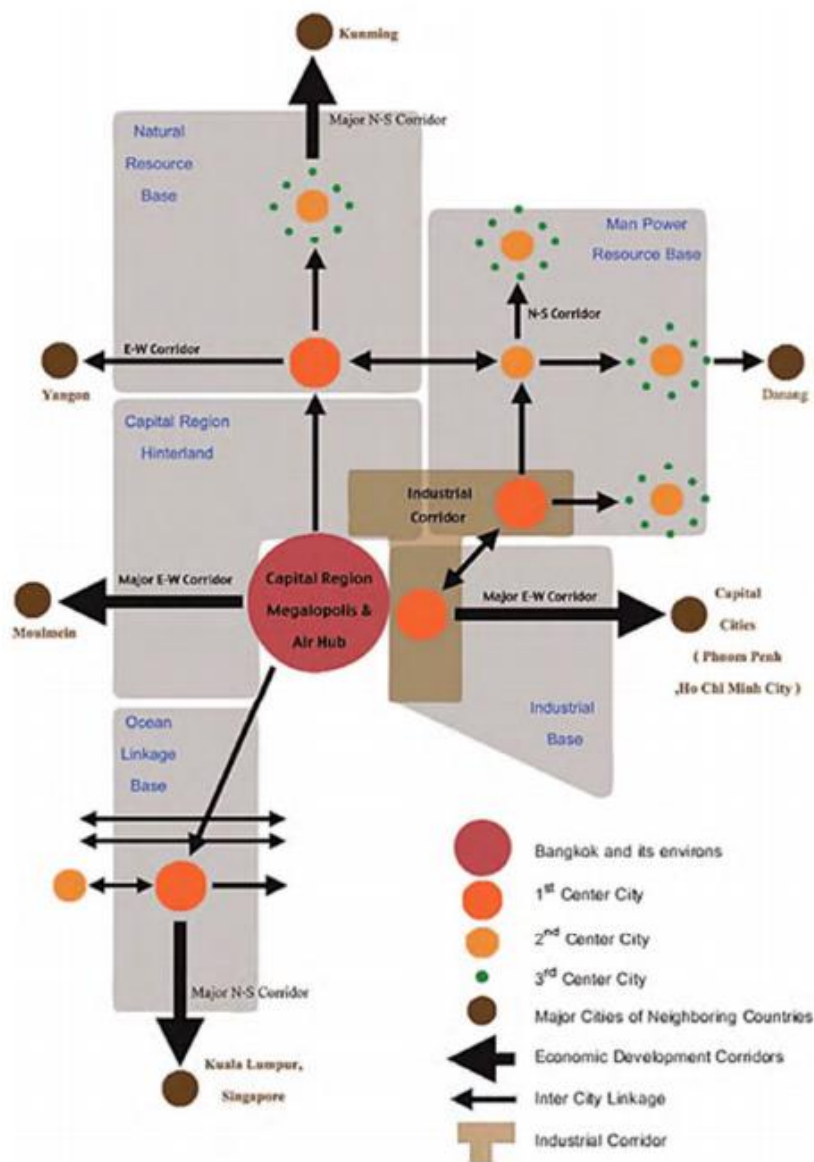 Kunming
Major N-S Corridor
Natural
Resource
Base
Man Power
Resource Base
N-S Corridor
E-W Corridor
Yangon
Danang
Capital Region
Hinterland
Industrial
Corridor
Major E-W Corridor
Capital Region
Megalopolis &
Air Hub
Moulmein
Major E-W Corridor
Capital
Cities
( Phnom Penh
,Ho Chi Minh City )
Ocean
Linkage
Base
Industrial
Base
Major N-S Corridor
Kuala Lumpur,
Singapore
Bangkok and its environs
1st Center City
2nd Center City
3rd Center City
Major Cities of Neighboring Countries
Economic Development Corridors
Inter City Linkage
Industrial Corridor